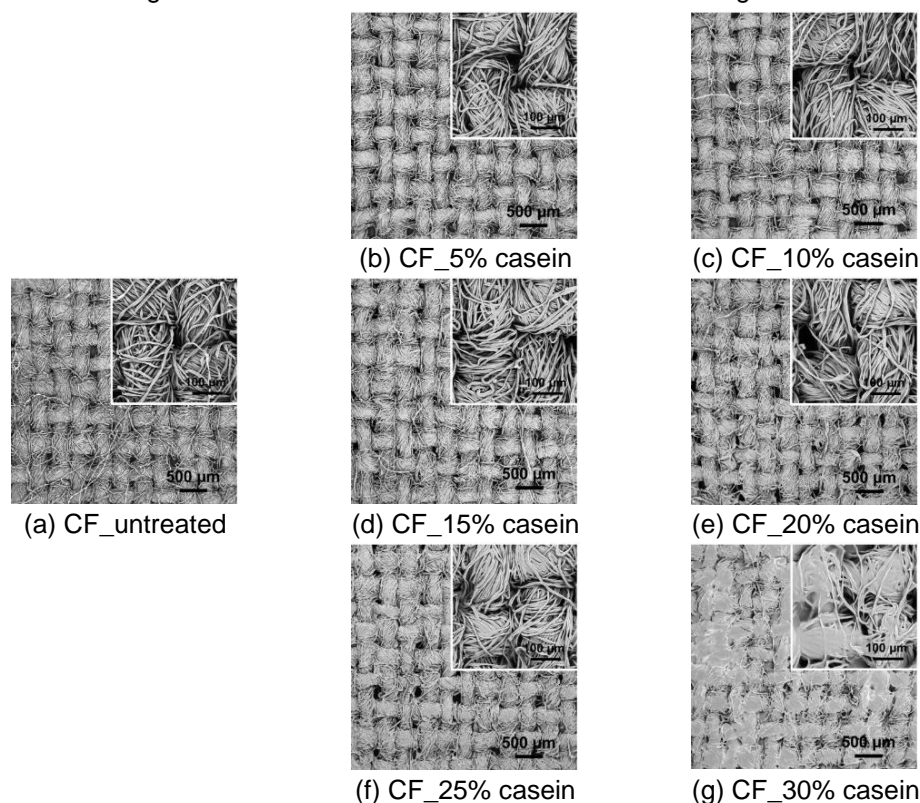 100 µm
500 µm
(b) CF_5% casein
100 µm
500 µm
(c) CF_10% casein
100 µm
500 µm
(a) CF_untreated
100 µm
500 µm
(d) CF_15% casein
100 µm
500 µm
(e) CF_20% casein
100 µm
500 µm
(f) CF_25% casein
100 µm
500 µm
(g) CF_30% casein